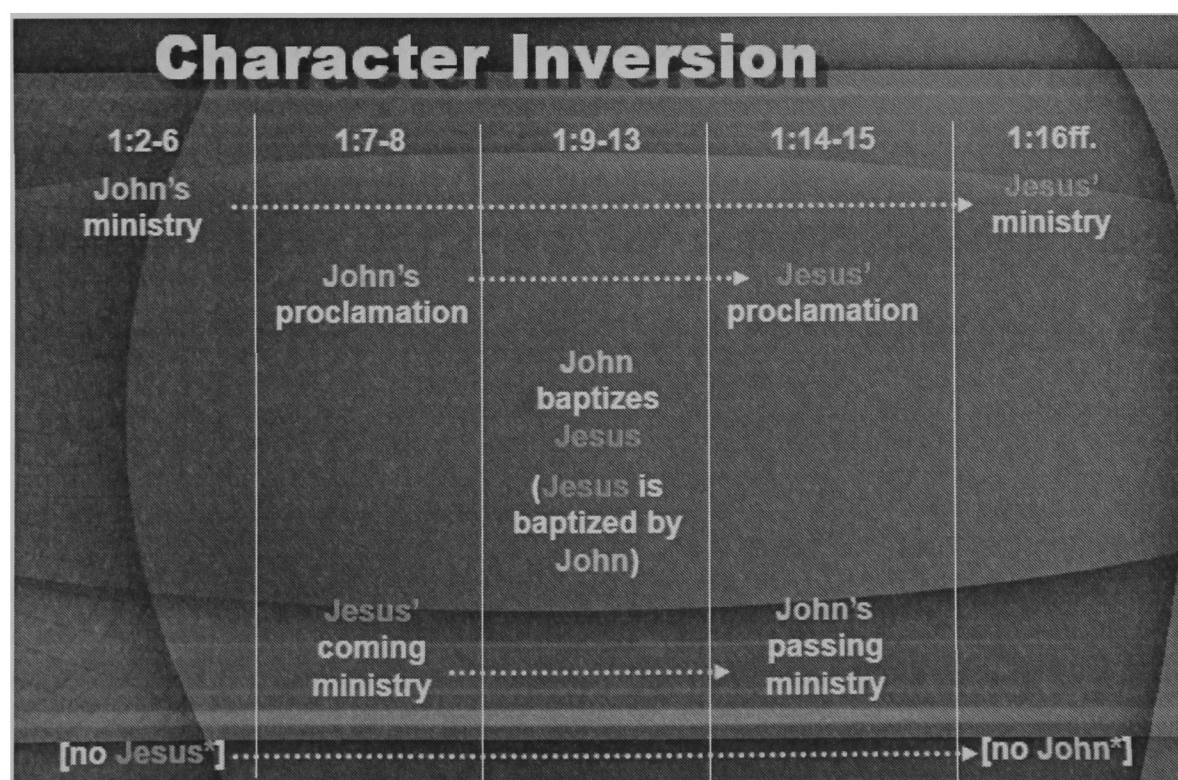 Character Inversion
1:2-6
1:7-8
1:9-13
1:14-15
1:16ff.
John's
ministry
Jesus'
ministry
John's
proclamation
Jesus'
proclamation
John
baptizes
Jesus
(Jesus is
baptized by
John)
Jesus'
coming
ministry
John's
passing
ministry
[no Jesus*]
[no John*]